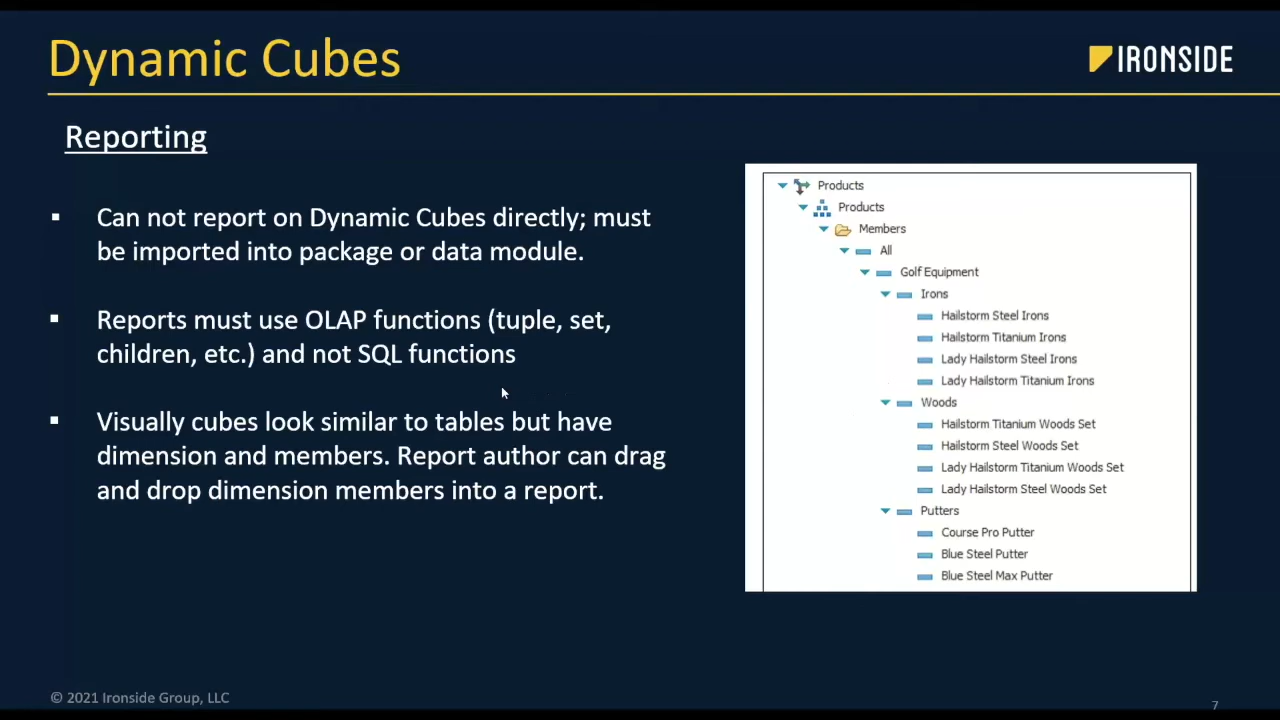 Dynamic Cubes
IRONSIDE
Reporting
▪ Can not report on Dynamic Cubes directly; must
be imported into package or data module.
▪ Reports must use OLAP functions (tuple, set,
children, etc.) and not SQL functions
▪ Visually cubes look similar to tables but have
dimension and members. Report author can drag
and drop dimension members into a report.
Products
Products
Members
All
Golf Equipment
Irons
Hailstorm Steel Irons
Hailstorm Titanium Irons
Lady Hailstorm Steel Irons
Lady Hailstorm Titanium Irons
Woods
Hailstorm Titanium Woods Set
Hailstorm Steel Woods Set
Lady Hailstorm Titanium Woods Set
Lady Hailstorm Steel Woods Set
Putters
Course Pro Putter
Blue Steel Putter
Blue Steel Max Putter
© 2021 Ironside Group, LLC
7